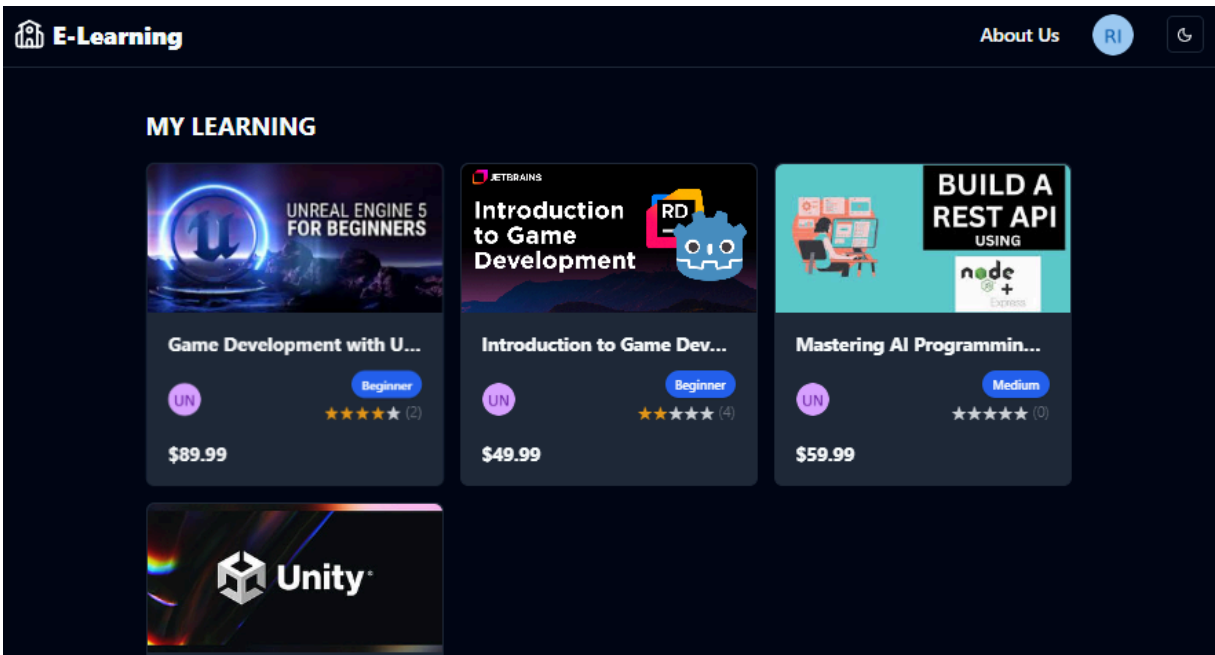 E-Learning
About Us
RI
MY LEARNING
UNREAL ENGINE 5
FOR BEGINNERS
Game Development with U...
UN
Beginner
(2)
$89.99
JETBRAINS
Introduction
to Game
Development
RD
Introduction to Game Dev...
UN
Beginner
(4)
$49.99
BUILD A
REST API
USING
node
JS
+
Express
Mastering AI Programmin...
UN
Medium
(0)
$59.99
Unity